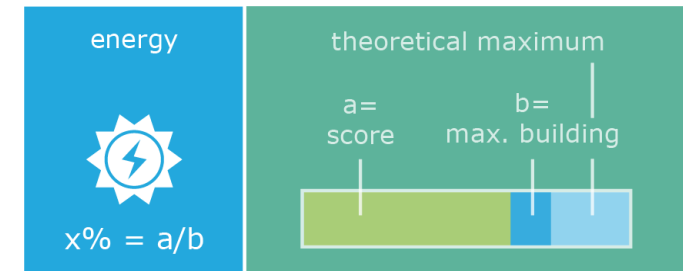 energy
x% = a/b
theoretical maximum
a=
score
b=
max. building